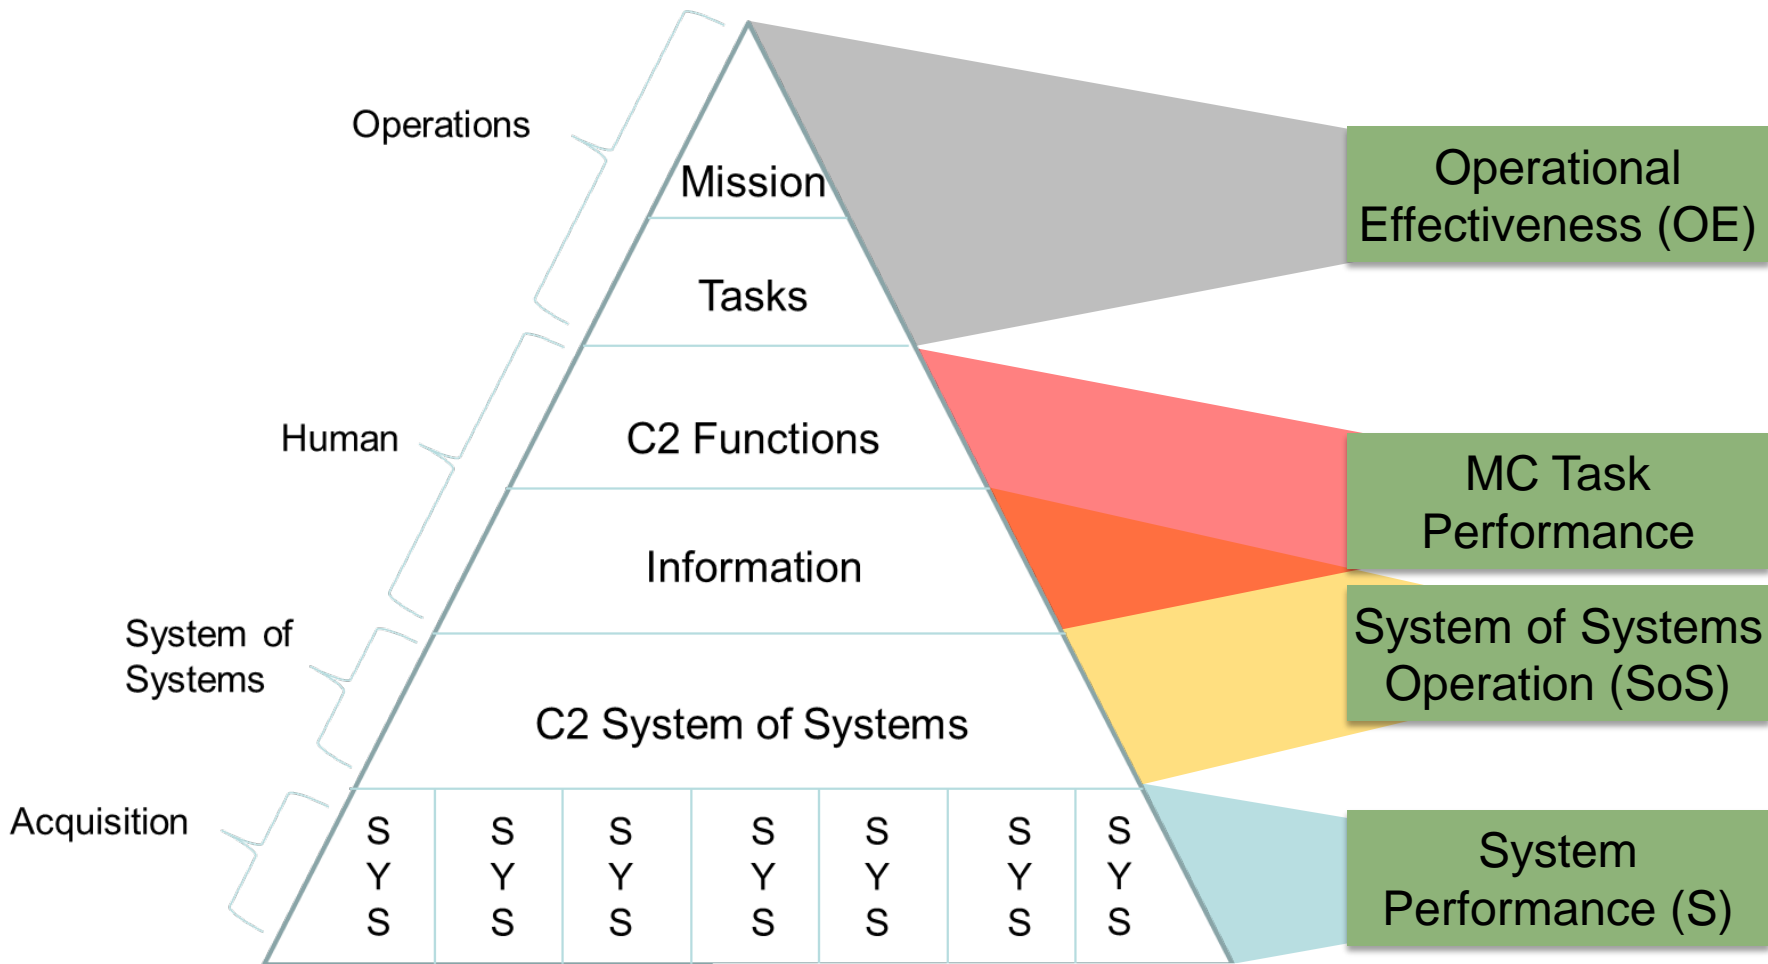 Operations
Human
System of
Systems
Acquisition
Mission
Tasks
C2 Functions
Information
C2 System of Systems
S
Y
S
S
Y
S
S
Y
S
S
Y
S
S
Y
S
S
Y
S
S
Y
S
Operational
Effectiveness (OE)
MC Task
Performance
System of Systems
Operation (SoS)
System
Performance (S)